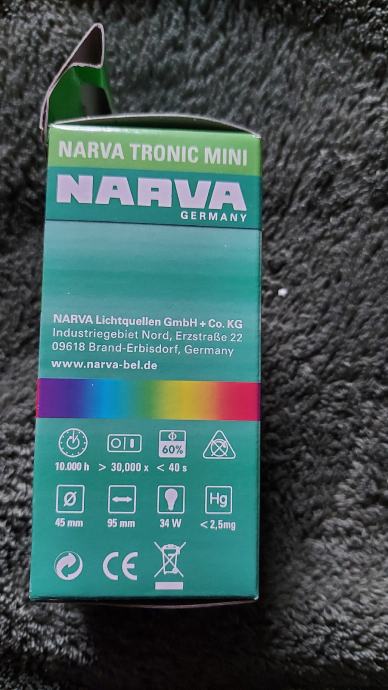 NARVA TRONIC MINI
NARVA
GERMANY
NARVA Lichtquellen GmbH + Co. KG
Industriegebiet Nord, Erzstraße 22
09618 Brand-Erbisdorf, Germany
www.narva-bel.de
Φ
60%
10.000 h > 30,000 x < 40 s
Hg
45 mm 95 mm 34 W < 2,5mg
CE